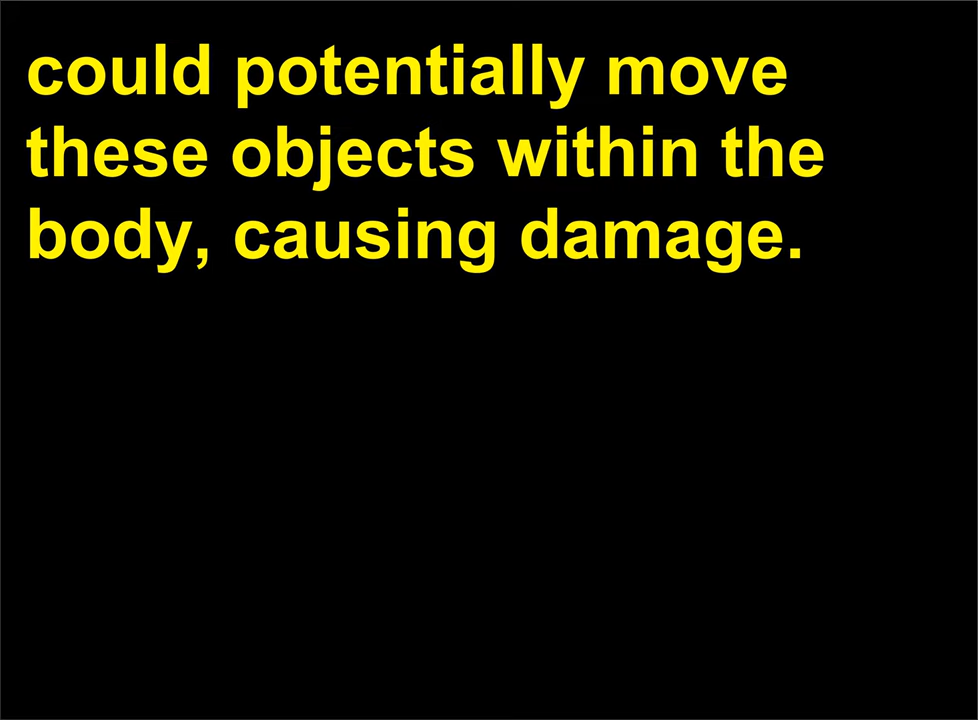 could potentially move
these objects within the
body, causing damage.